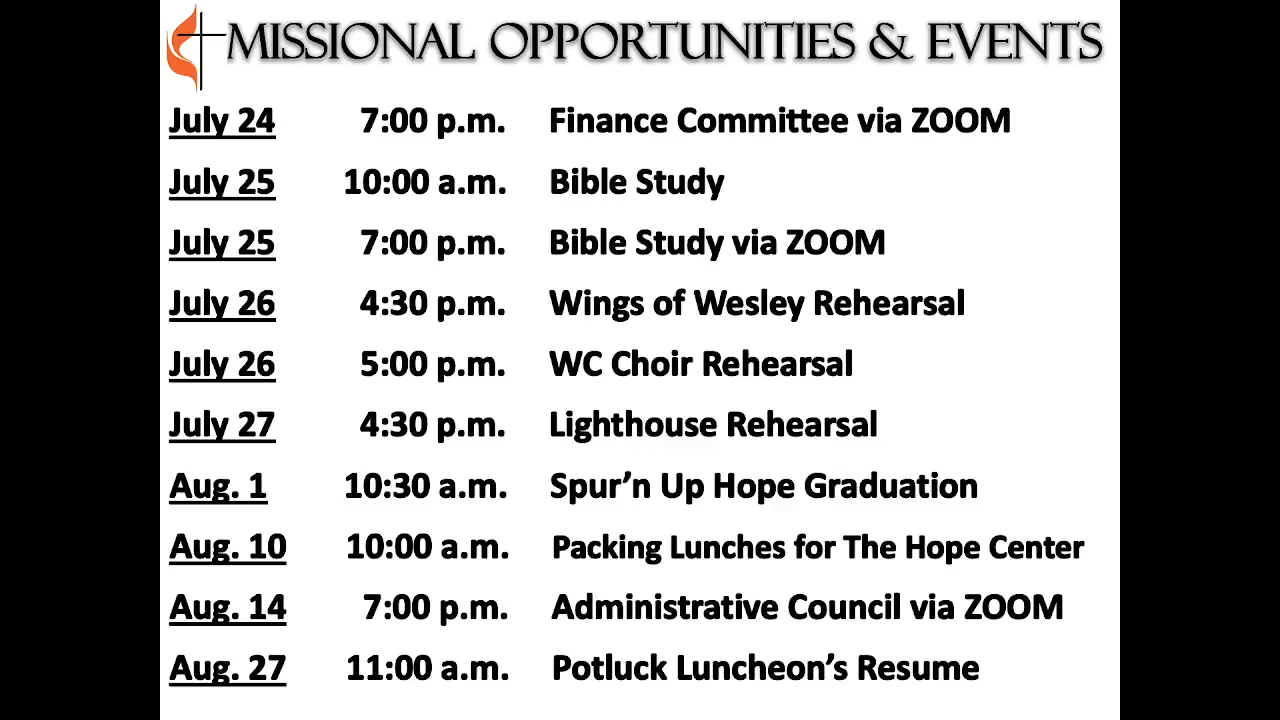 MISSIONAL OPPORTUNITIES & EVENTS
July 24 7:00 p.m. Finance Committee via ZOOM
July 25 10:00 a.m. Bible Study
July 25 7:00 p.m. Bible Study via ZOOM
July 26 4:30 p.m. Wings of Wesley Rehearsal
July 26 5:00 p.m. WC Choir Rehearsal
July 27 4:30 p.m. Lighthouse Rehearsal
Aug. 1 10:30 a.m. Spur’n Up Hope Graduation
Aug. 10 10:00 a.m. Packing Lunches for The Hope Center
Aug. 14 7:00 p.m. Administrative Council via ZOOM
Aug. 27 11:00 a.m. Potluck Luncheon’s Resume